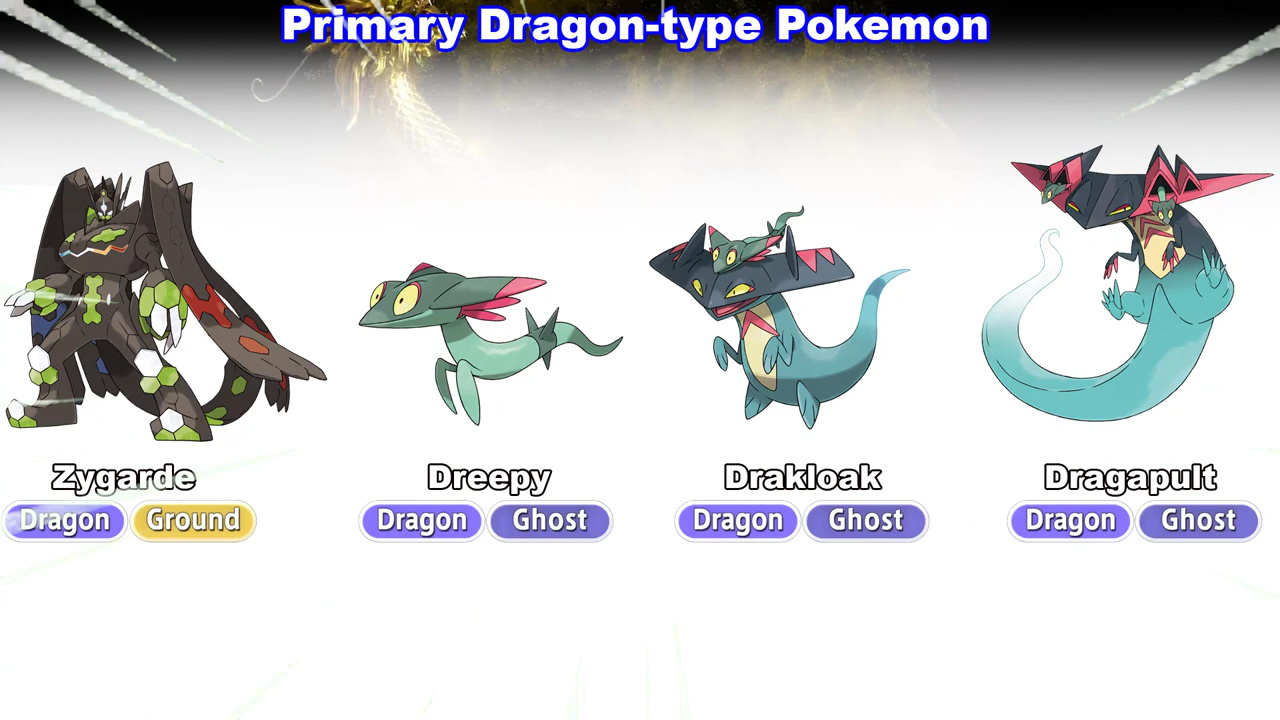 Primary Dragon-type Pokemon
Zygarde
Dragon Ground
Dreepy
Dragon Ghost
Drakloak
Dragon Ghost
Dragapult
Dragon Ghost